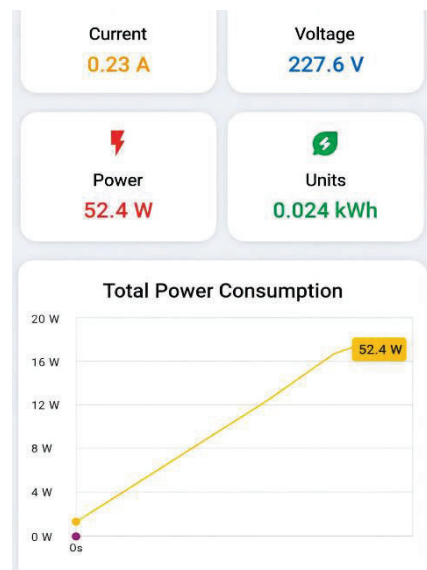 Current
0.23 A
Voltage
227.6 V
Power
52.4 W
Units
0.024 kWh
Total Power Consumption
20 W
16 W
12 W
8 W
4 W
0 W
52.4 W
0s